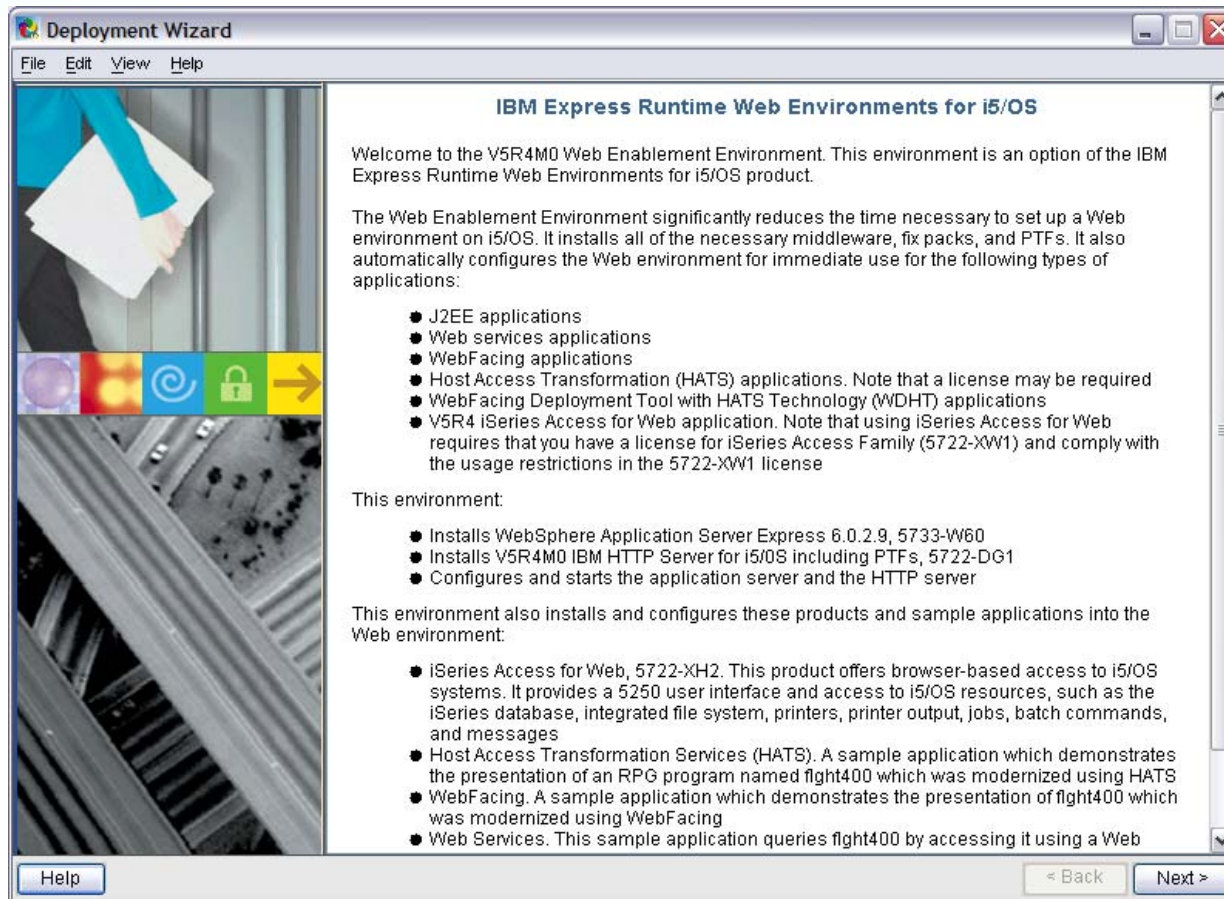 Deployment Wizard
File Edit View Help
IBM Express Runtime Web Environments for i5/OS
Welcome to the V5R4M0 Web Enablement Environment. This environment is an option of the IBM
Express Runtime Web Environments for i5/OS product.
The Web Enablement Environment significantly reduces the time necessary to set up a Web
environment on i5/OS. It installs all of the necessary middleware, fix packs, and PTFs. It also
automatically configures the Web environment for immediate use for the following types of
applications:
● J2EE applications
● Web services applications
● WebFacing applications
● Host Access Transformation (HATS) applications. Note that a license may be required
● WebFacing Deployment Tool with HATS Technology (WDHT) applications
● V5R4 iSeries Access for Web application. Note that using iSeries Access for Web
requires that you have a license for iSeries Access Family (5722-XW1) and comply with
the usage restrictions in the 5722-XW1 license
This environment:
● Installs WebSphere Application Server Express 6.0.2.9, 5733-W60
● Installs V5R4M0 IBM HTTP Server for i5/0S including PTFs, 5722-DG1
● Configures and starts the application server and the HTTP server
This environment also installs and configures these products and sample applications into the
Web environment:
● iSeries Access for Web, 5722-XH2. This product offers browser-based access to i5/OS
systems. It provides a 5250 user interface and access to i5/OS resources, such as the
iSeries database, integrated file system, printers, printer output, jobs, batch commands,
and messages
● Host Access Transformation Services (HATS). A sample application which demonstrates
the presentation of an RPG program named flght400 which was modernized using HATS
● WebFacing. A sample application which demonstrates the presentation of flght400 which
was modernized using WebFacing
● Web Services. This sample application queries flght400 by accessing it using a Web
Help
< Back
Next >